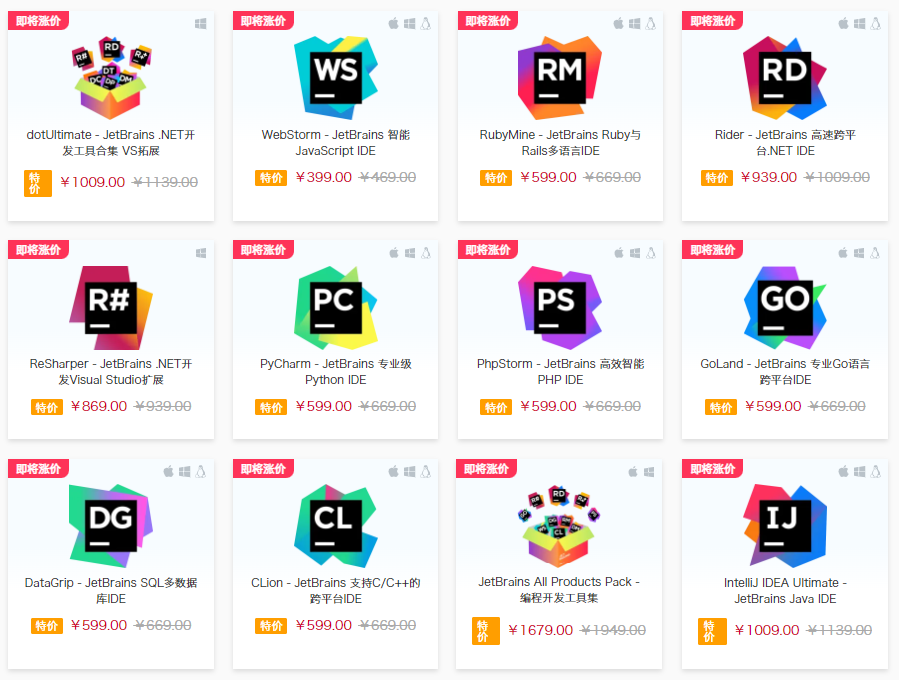 即将涨价
R#
RD
R++
DT
DC
DP
DM
dotUltimate - JetBrains .NET开
发工具合集 VS拓展
特
价
￥1009.00 ￥1139.00
即将涨价
WS
WebStorm - JetBrains 智能
JavaScript IDE
特价 ￥399.00 ￥469.00
即将涨价
RM
RubyMine - JetBrains Ruby与
Rails多语言IDE
特价 ￥599.00 ￥669.00
即将涨价
RD
Rider - JetBrains 高速跨平
台.NET IDE
特价 ￥939.00 ￥1009.00
即将涨价
R#
ReSharper - JetBrains .NET开
发Visual Studio扩展
特价 ￥869.00 ￥939.00
即将涨价
PC
PyCharm - JetBrains 专业级
Python IDE
特价 ￥599.00 ￥669.00
即将涨价
PS
PhpStorm - JetBrains 高效智能
PHP IDE
特价 ￥599.00 ￥669.00
即将涨价
GO
GoLand - JetBrains 专业Go语言
跨平台IDE
特价 ￥599.00 ￥669.00
即将涨价
DG
DataGrip - JetBrains SQL多数据
库IDE
特价 ￥599.00 ￥669.00
即将涨价
CL
CLion - JetBrains 支持C/C++的
跨平台IDE
特价 ￥599.00 ￥669.00
即将涨价
RD
CL
JetBrains All Products Pack -
编程开发工具集
特
价
￥1679.00 ￥1949.00
即将涨价
IJ
IntelliJ IDEA Ultimate -
JetBrains Java IDE
特
价
￥1009.00 ￥1139.00